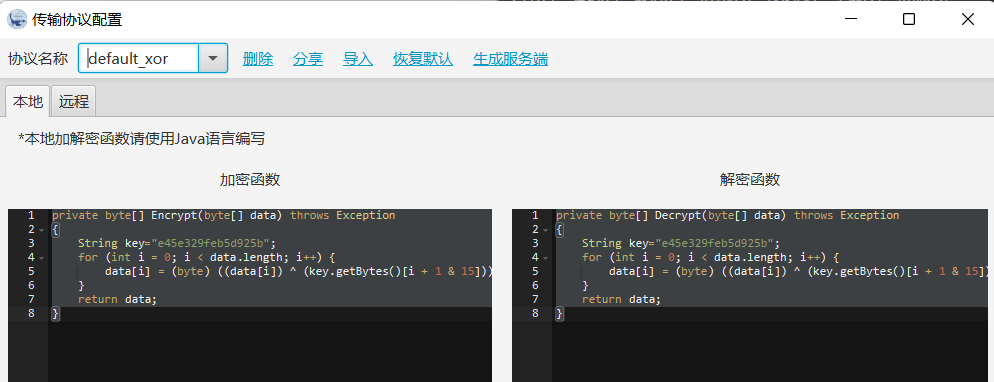 传输协议配置
协议名称 default_xor 删除 分享 导入 恢复默认 生成服务端
本地 远程
*本地加解密函数请使用Java语言编写
加密函数
1 private byte[] Encrypt(byte[] data) throws Exception
2 {
3 String key="e45e329feb5d925b";
4 for (int i = 0; i < data.length; i++) {
5 data[i] = (byte) ((data[i]) ^ (key.getBytes()[i + 1 & 15]))
6 }
7 return data;
8 }
解密函数
1 private byte[] Decrypt(byte[] data) throws Exception
2 {
3 String key="e45e329feb5d925b";
4 for (int i = 0; i < data.length; i++) {
5 data[i] = (byte) ((data[i]) ^ (key.getBytes()[i + 1 & 15])
6 }
7 return data;
8 }